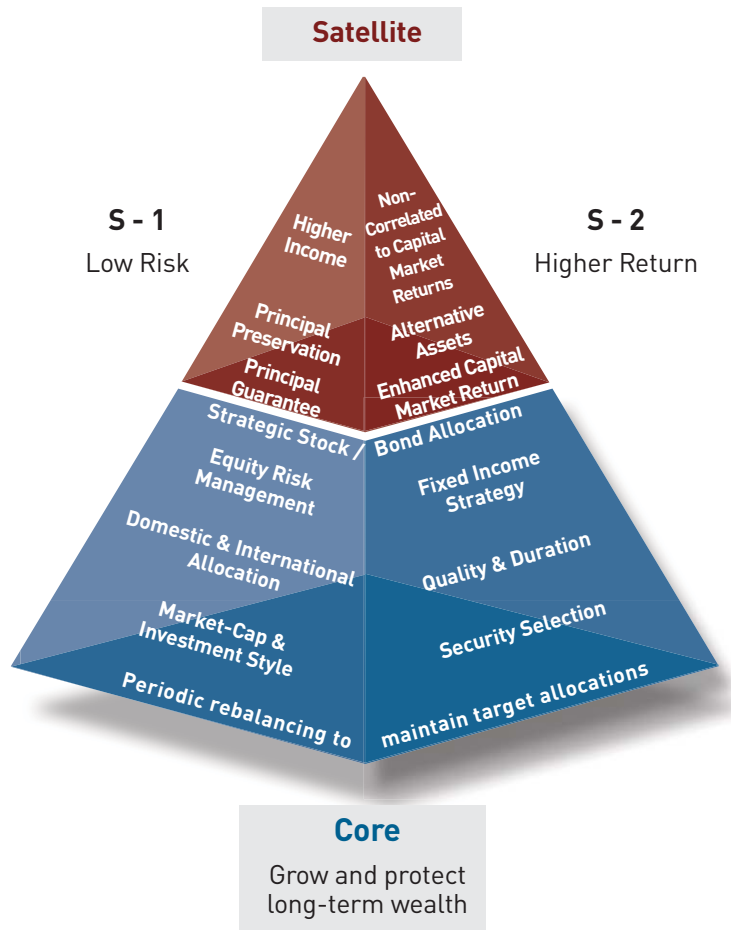 Satellite
S - 1
Low Risk
S - 2
Higher Return
Higher
Income
Principal
Preservation
Principal
Guarantee
Non-
Correlated
to Capital
Market
Returns
Alternative
Assets
Enhanced Capital
Market Return
Strategic Stock / Bond Allocation
Equity Risk
Management
Domestic & International
Allocation
Market-Cap &
Investment Style
Fixed Income
Strategy
Quality & Duration
Security Selection
Periodic rebalancing to maintain target allocations
Core
Grow and protect
long-term wealth